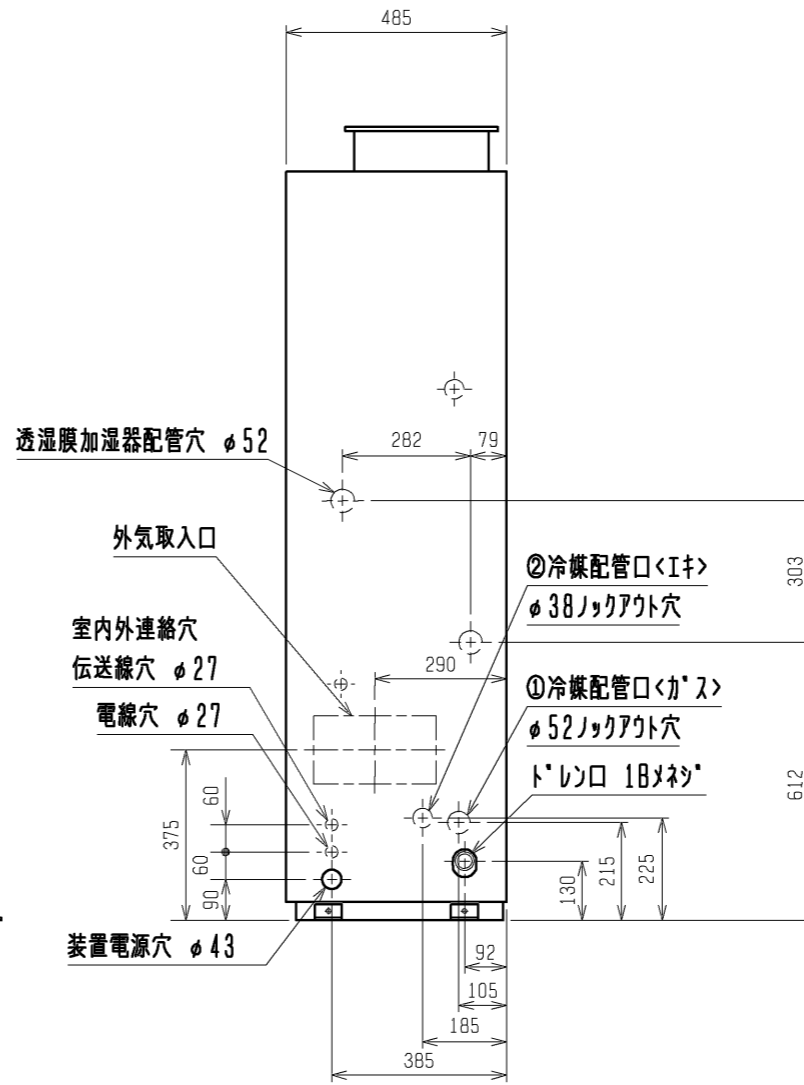 485
282
79
透湿膜加湿器配管穴 φ52
外気取入口
303
②冷媒配管口<エキ>
φ38ノックアウト穴
室内外連絡穴
伝送線穴 φ27
電線穴 φ27
290
①冷媒配管口<ガス>
φ52ノックアウト穴
ドレン口 1Bメネジ
612
375
60
60
90
130
215
225
装置電源穴 φ43
92
105
185
385